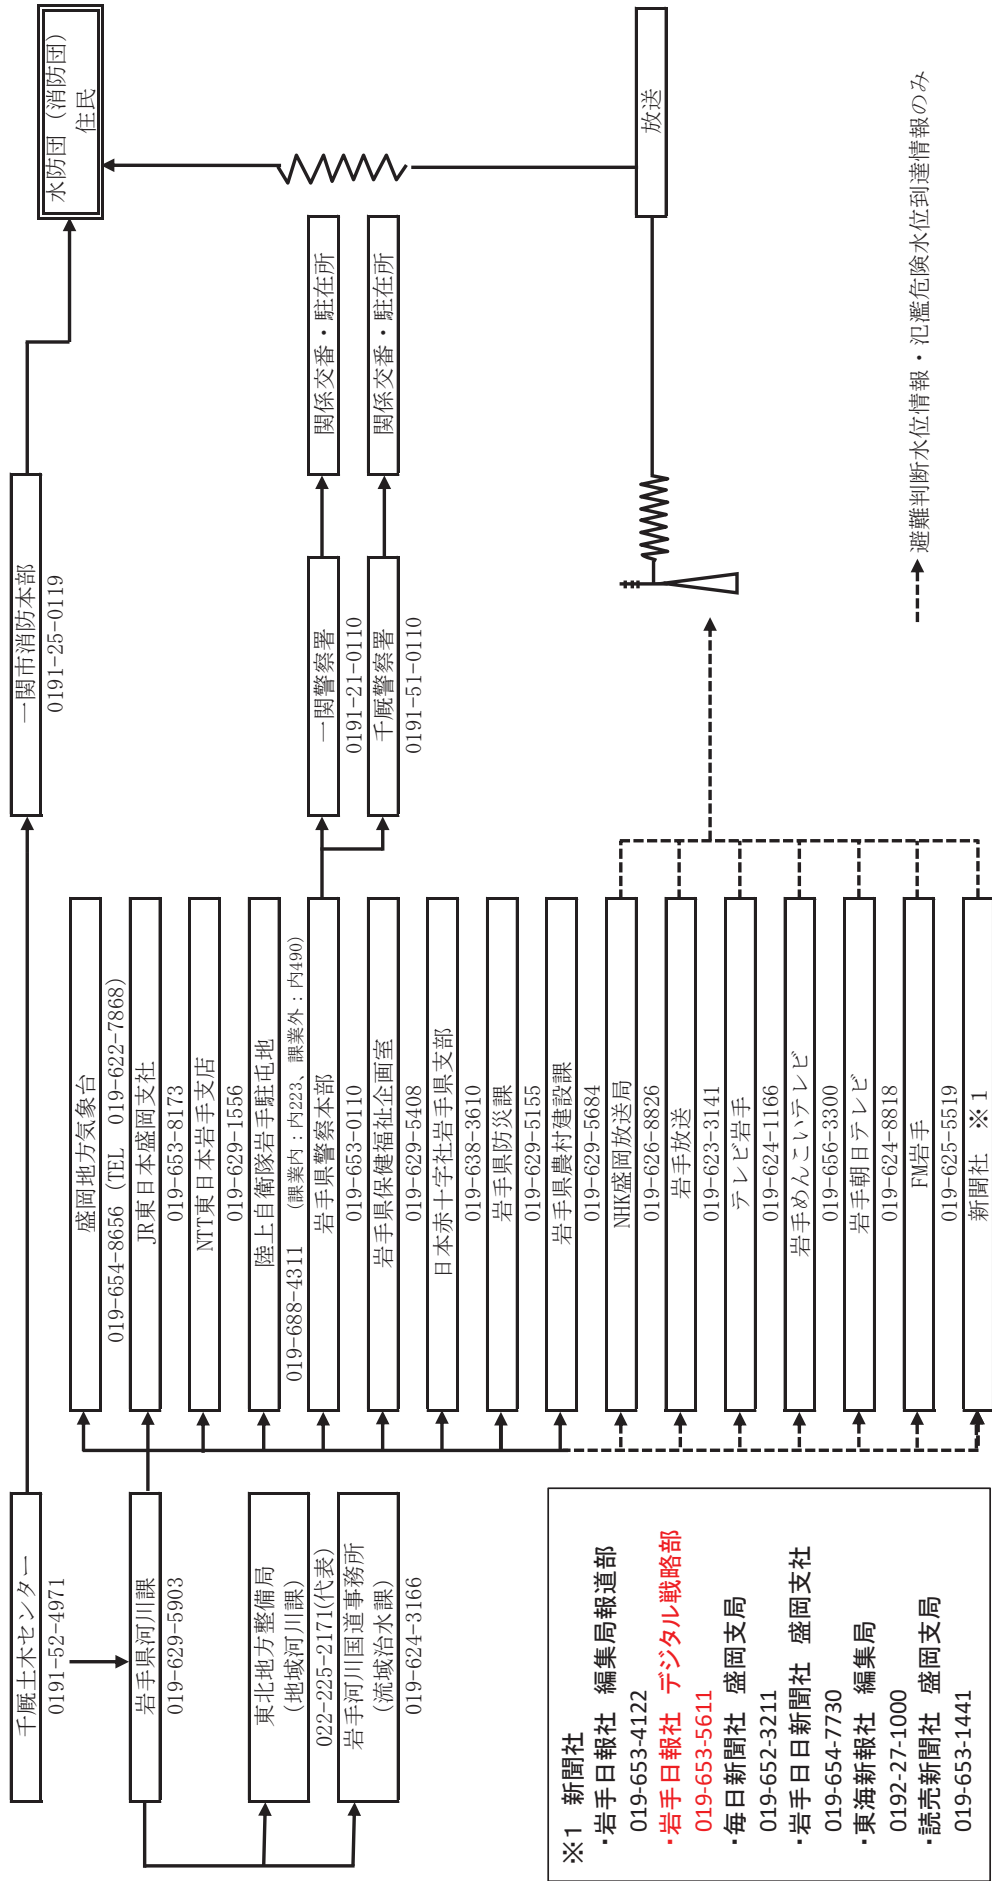 千厩土木センター
0191-52-4971
岩手県河川課
019-629-5903
東北地方整備局
(地域河川課)
022-225-2171(代表)
岩手河川国道事務所
(流域治水課)
019-624-3166
盛岡地方気象台
019-654-8656 (TEL 019-622-7868)
JR東日本盛岡支社
019-653-8173
NTT東日本岩手支店
019-629-1556
陸上自衛隊岩手駐屯地
019-688-4311 (課業内：内223、課業外：内490)
岩手県警察本部
019-653-0110
岩手県保健福祉企画室
019-629-5408
日本赤十字社岩手県支部
019-638-3610
岩手県防災課
019-629-5155
岩手県農村建設課
019-629-5684
NHK盛岡放送局
019-626-8826
岩手放送
019-623-3141
テレビ岩手
019-624-1166
岩手めんこいテレビ
019-656-3300
岩手朝日テレビ
019-624-8818
FM岩手
019-625-5519
新聞社 ※1
一関市消防本部
0191-25-0119
一関警察署
0191-21-0110
千厩警察署
0191-51-0110
関係交番・駐在所
関係交番・駐在所
水防団（消防団）
住民
放送
避難判断水位情報・氾濫危険水位到達情報のみ
※1 新聞社
・岩手日報社 編集局報道部
019-653-4122
・岩手日報社 デジタル戦略部
019-653-5611
・毎日新聞社 盛岡支局
019-652-3211
・岩手日日新聞社 盛岡支社
019-654-7730
・東海新報社 編集局
0192-27-1000
・読売新聞社 盛岡支局
019-653-1441